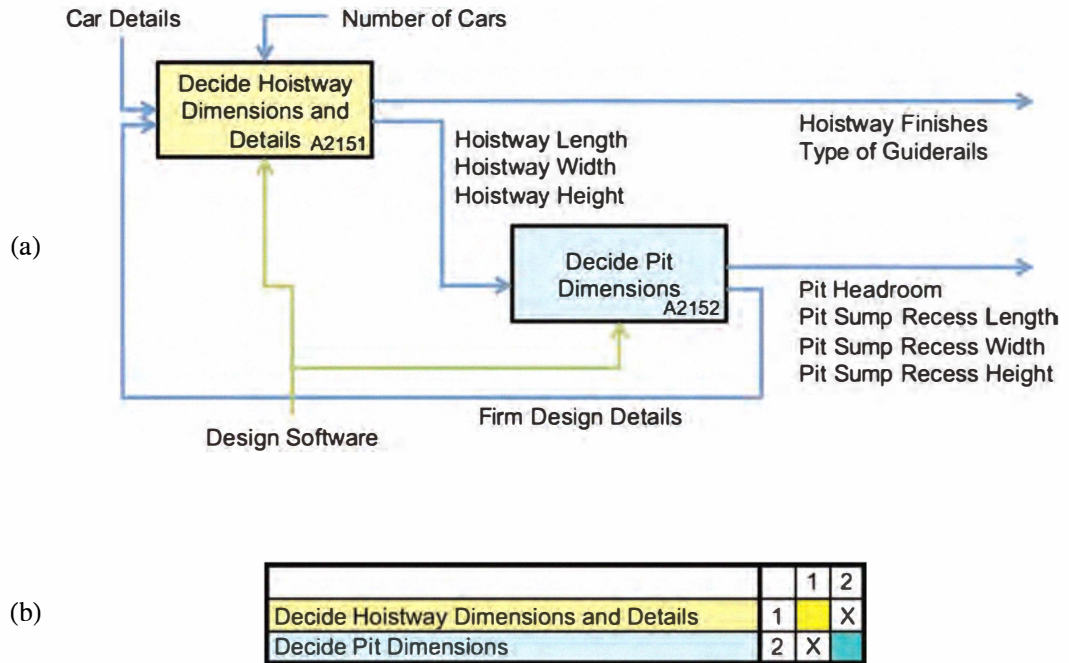 Car Details
Number of Cars
Decide Hoistway
Dimensions and
Details A2151
Hoistway Finishes
Type of Guiderails
Hoistway Length
Hoistway Width
Hoistway Height
(a)
Decide Pit
Dimensions
A2152
Pit Headroom
Pit Sump Recess Length
Pit Sump Recess Width
Pit Sump Recess Height
Firm Design Details
Design Software
(b)
1 2
Decide Hoistway Dimensions and Details 1 X
Decide Pit Dimensions 2 X